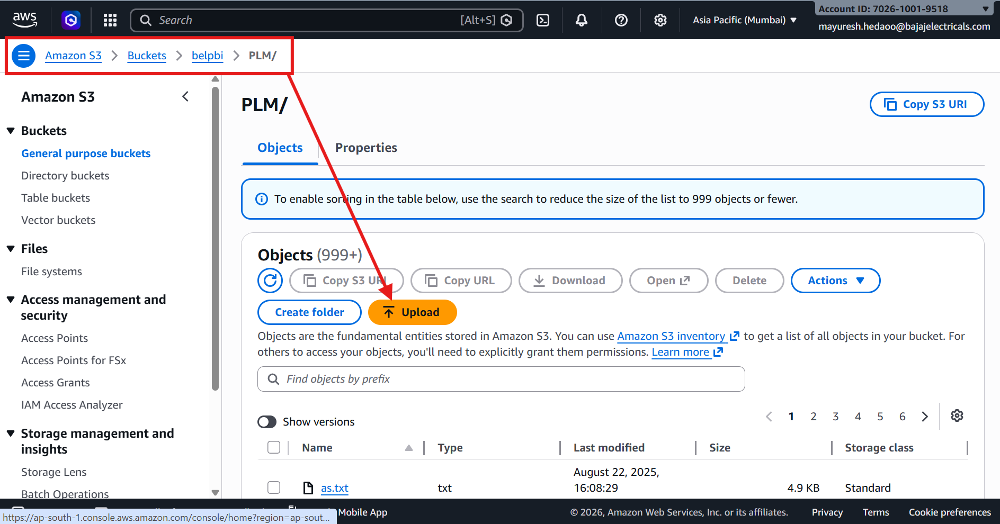 aws
Search
[Alt+S]
Asia Pacific (Mumbai)
Account ID: 7026-1001-9518
mayuresh.hedaoo@bajajelectricals.com
Amazon S3 > Buckets > belpbi > PLM/
Amazon S3
Buckets
General purpose buckets
Directory buckets
Table buckets
Vector buckets
Files
File systems
Access management and
security
Access Points
Access Points for FSx
Access Grants
IAM Access Analyzer
Storage management and
insights
Storage Lens
Batch Operations
PLM/
Copy S3 URI
Objects
Properties
To enable sorting in the table below, use the search to reduce the size of the list to 999 objects or fewer.
Objects (999+)
Copy S3 URI
Copy URL
Download
Open
Delete
Actions
Create folder
Upload
Objects are the fundamental entities stored in Amazon S3. You can use Amazon S3 inventory to get a list of all objects in your bucket. For
others to access your objects, you'll need to explicitly grant them permissions. Learn more
Find objects by prefix
Show versions
1 2 3 4 5 6
Name Type Last modified Size Storage class
August 22, 2025,
as.txt txt 16:08:29 4.9 KB Standard
https://ap-south-1.console.aws.amazon.com/console/home?region=ap-sout...
Mobile App
© 2026, Amazon Web Services, Inc. or its affiliates.
Privacy
Terms
Cookie preferences